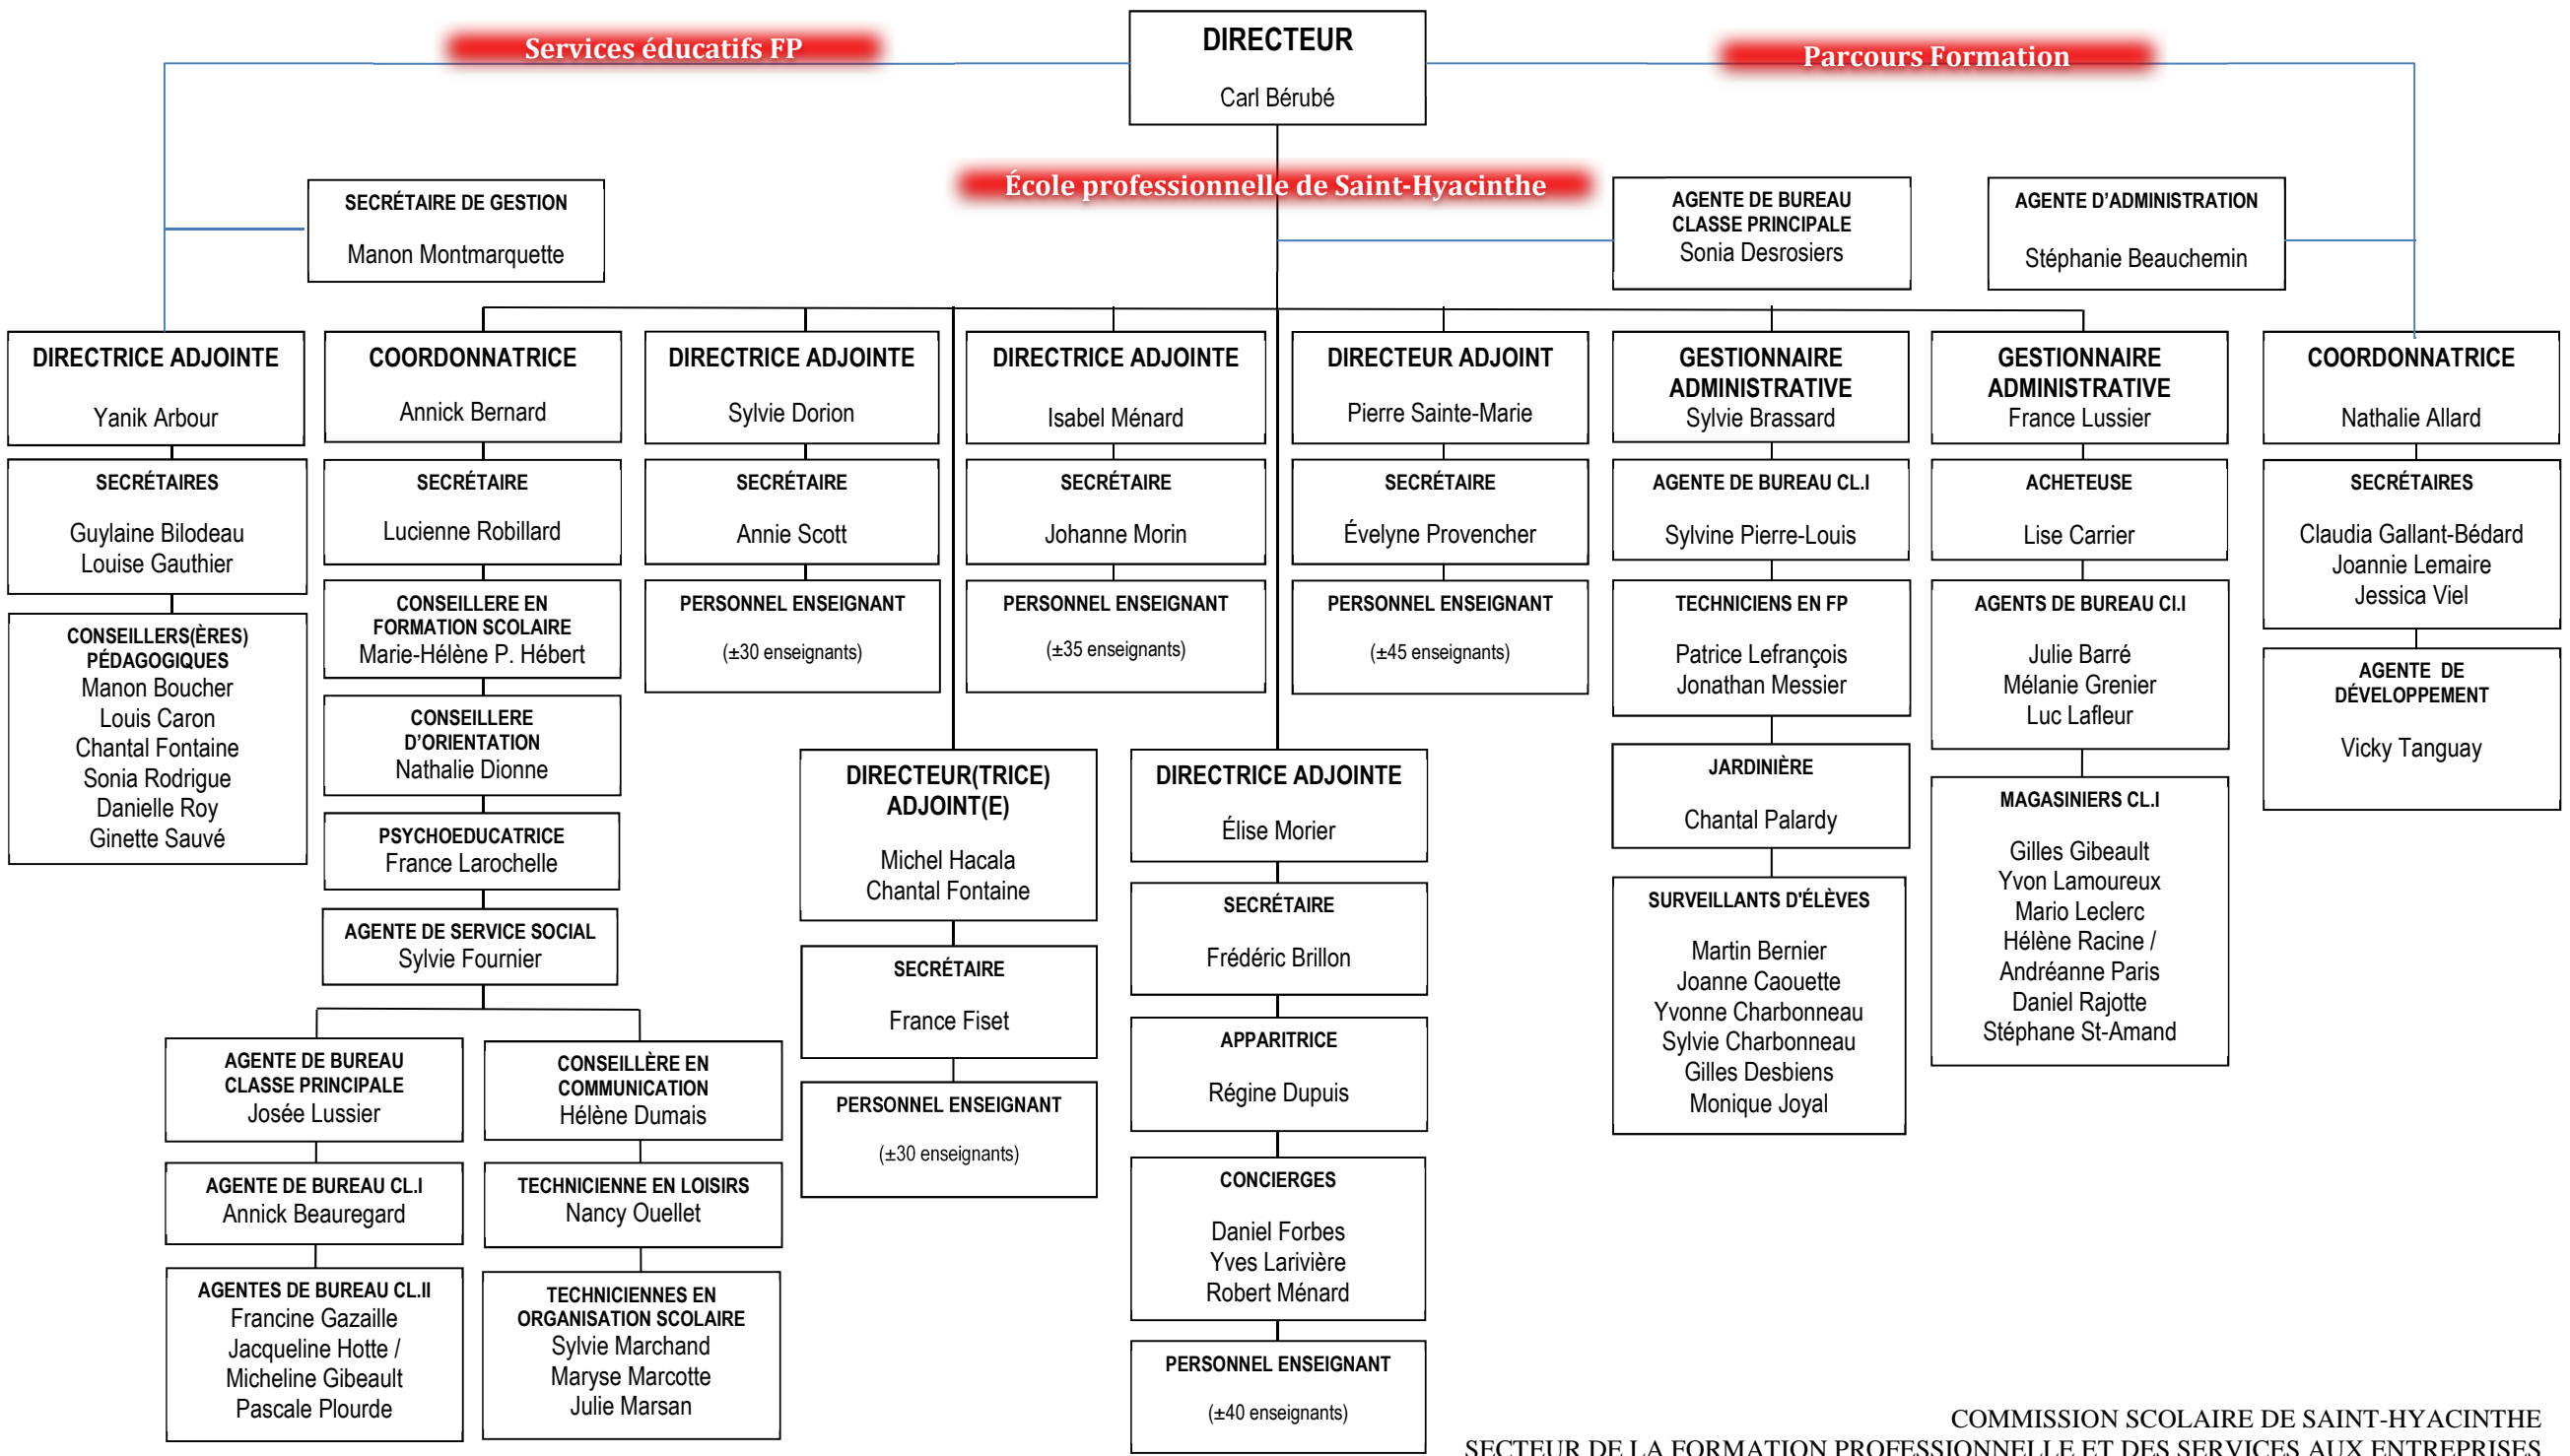 DIRECTEUR
Carl Bérubé
Services éducatifs FP
Parcours Formation
École professionnelle de Saint-Hyacinthe
SECRÉTAIRE DE GESTION
Manon Montmarquette
AGENTE DE BUREAU
CLASSE PRINCIPALE
Sonia Desrosiers
AGENTE D'ADMINISTRATION
Stéphanie Beauchemin
DIRECTRICE ADJOINTE
Yanik Arbour
SECRÉTAIRES
Guylaine Bilodeau
Louise Gauthier
CONSEILLERS(ÈRES)
PÉDAGOGIQUES
Manon Boucher
Louis Caron
Chantal Fontaine
Sonia Rodrigue
Danielle Roy
Ginette Sauvé
COORDONNATRICE
Annick Bernard
SECRÉTAIRE
Lucienne Robillard
CONSEILLERE EN
FORMATION SCOLAIRE
Marie-Hélène P. Hébert
CONSEILLERE
D'ORIENTATION
Nathalie Dionne
PSYCHOEDUCATRICE
France Larochelle
AGENTE DE SERVICE SOCIAL
Sylvie Fournier
AGENTE DE BUREAU
CLASSE PRINCIPALE
Josée Lussier
AGENTE DE BUREAU CL.I
Annick Beauregard
AGENTES DE BUREAU CL.II
Francine Gazaille
Jacqueline Hotte /
Micheline Gibeault
Pascale Plourde
CONSEILLÈRE EN
COMMUNICATION
Hélène Dumais
TECHNICIENNE EN LOISIRS
Nancy Ouellet
TECHNICIENNES EN
ORGANISATION SCOLAIRE
Sylvie Marchand
Maryse Marcotte
Julie Marsan
DIRECTRICE ADJOINTE
Sylvie Dorion
SECRÉTAIRE
Annie Scott
PERSONNEL ENSEIGNANT
(±30 enseignants)
DIRECTEUR(TRICE)
ADJOINT(E)
Michel Hacala
Chantal Fontaine
SECRÉTAIRE
France Fiset
PERSONNEL ENSEIGNANT
(±30 enseignants)
DIRECTRICE ADJOINTE
Isabel Ménard
SECRÉTAIRE
Johanne Morin
PERSONNEL ENSEIGNANT
(±35 enseignants)
DIRECTRICE ADJOINTE
Élise Morier
SECRÉTAIRE
Frédéric Brillon
APPARITRICE
Régine Dupuis
CONCIERGES
Daniel Forbes
Yves Larivière
Robert Ménard
PERSONNEL ENSEIGNANT
(±40 enseignants)
DIRECTEUR ADJOINT
Pierre Sainte-Marie
SECRÉTAIRE
Évelyne Provencher
PERSONNEL ENSEIGNANT
(±45 enseignants)
GESTIONNAIRE
ADMINISTRATIVE
Sylvie Brassard
AGENTE DE BUREAU CL.I
Sylvine Pierre-Louis
TECHNICIENS EN FP
Patrice Lefrançois
Jonathan Messier
JARDINIÈRE
Chantal Palardy
SURVEILLANTS D'ÉLÈVES
Martin Bernier
Joanne Caouette
Yvonne Charbonneau
Sylvie Charbonneau
Gilles Desbiens
Monique Joyal
GESTIONNAIRE
ADMINISTRATIVE
France Lussier
ACHETEUSE
Lise Carrier
AGENTS DE BUREAU Cl.I
Julie Barré
Mélanie Grenier
Luc Lafleur
MAGASINIERS CL.I
Gilles Gibeault
Yvon Lamoureux
Mario Leclerc
Hélène Racine /
Andréanne Paris
Daniel Rajotte
Stéphane St-Amand
COORDONNATRICE
Nathalie Allard
SECRÉTAIRES
Claudia Gallant-Bédard
Joannie Lemaire
Jessica Viel
AGENTE DE
DÉVELOPPEMENT
Vicky Tanguay
COMMISSION SCOLAIRE DE SAINT-HYACINTHE
SECTEUR DE LA FORMATION PROFESSIONNELLE ET DES SERVICES AUX ENTREPRISES